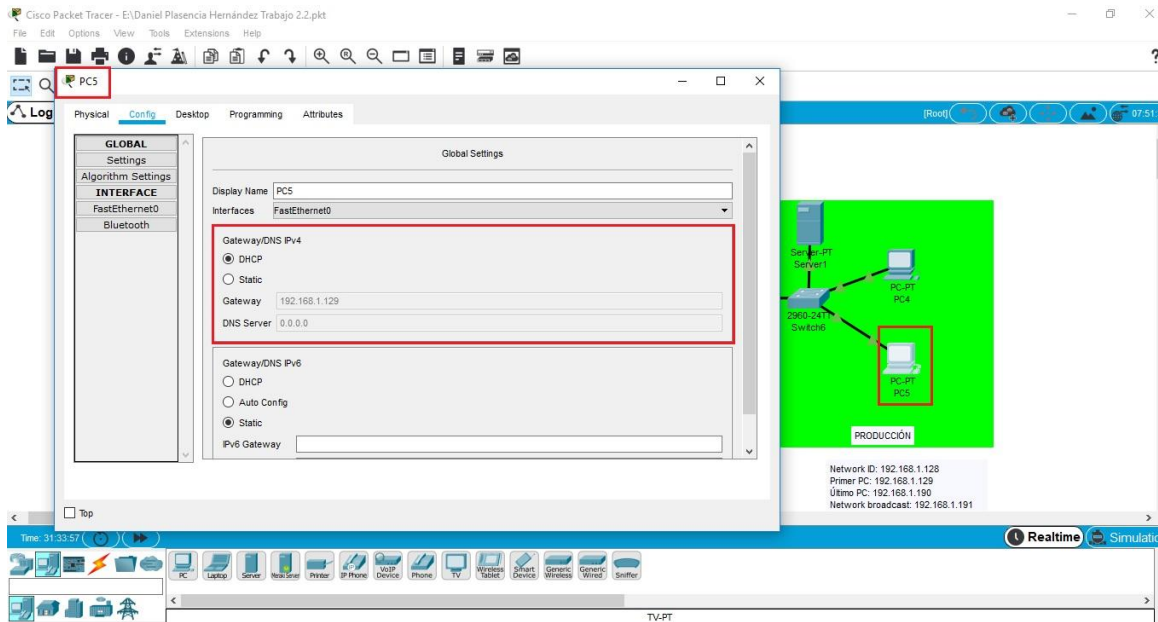 Cisco Packet Tracer - E:\Daniel Plasencia Hernández Trabajo 2.2.pkt
File Edit Options View Tools Extensions Help
?
PC5
Log
[Root]
07:51:
Physical Config Desktop Programming Attributes
GLOBAL
Settings
Algorithm Settings
INTERFACE
FastEthernet0
Bluetooth
Global Settings
Display Name PC5
Interfaces FastEthernet0
Gateway/DNS IPv4
DHCP
Static
Gateway 192.168.1.129
DNS Server 0.0.0.0
Gateway/DNS IPv6
DHCP
Auto Config
Static
IPv6 Gateway
Top
Server-PT
Server1
PC-PT
PC4
2960-24TT
Switch6
PC-PT
PC5
PRODUCCIÓN
Network ID: 192.168.1.128
Primer PC: 192.168.1.129
Último PC: 192.168.1.190
Network broadcast: 192.168.1.191
Time: 31:33:57
Realtime
Simulatic
PC
Laptop
Server
Meraki Server
Printer
IP Phone
VoIP Device
Phone
TV
Wireless Tablet
Smart Device
Generic Wireless
Generic Wired
Sniffer
TV-PT